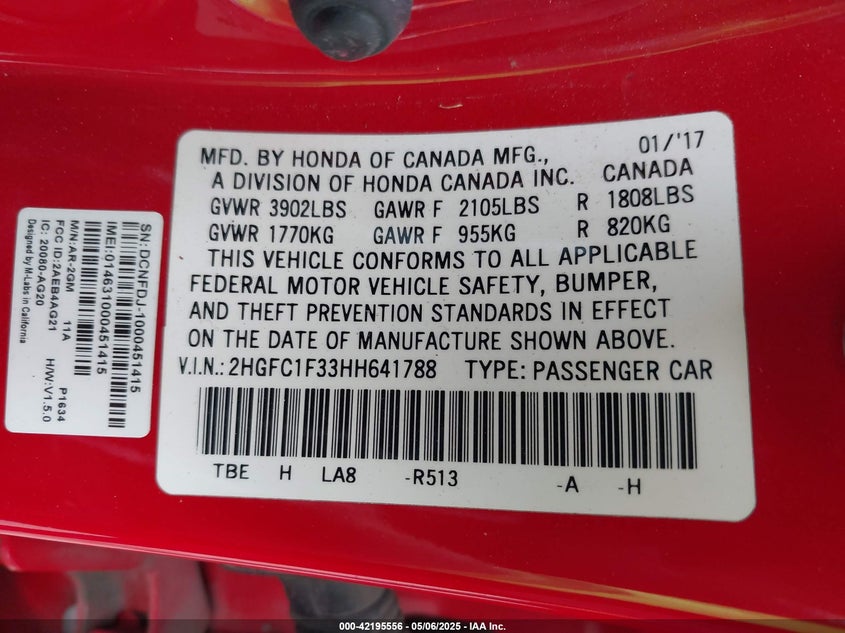 MFD. BY HONDA OF CANADA MFG., 01/'17
A DIVISION OF HONDA CANADA INC. CANADA
GVWR 3902LBS GAWR F 2105LBS R 1808LBS
GVWR 1770KG GAWR F 955KG R 820KG
THIS VEHICLE CONFORMS TO ALL APPLICABLE
FEDERAL MOTOR VEHICLE SAFETY, BUMPER,
AND THEFT PREVENTION STANDARDS IN EFFECT
ON THE DATE OF MANUFACTURE SHOWN ABOVE.
V.I.N.: 2HGFC1F33HH641788 TYPE: PASSENGER CAR
TBE H LA8 -R513 -A -H
SN: DCNFDJ-1000451415
IMEI:014631000451415
M/N:AR-2GM 11A P1634
FCC ID: 2AEB4AG21 H/W:V1.5.0
IC: 20080-AG20
Designed by M-Labs in California
000-42195556 - 05/06/2025 - IAA Inc.